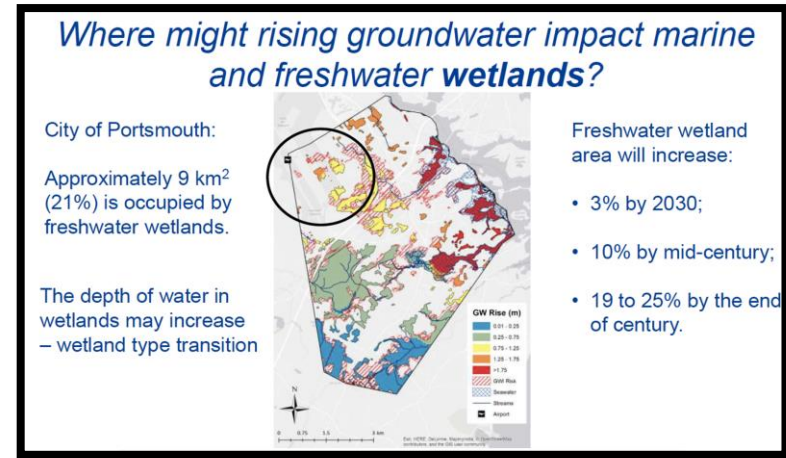 Where might rising groundwater impact marine
and freshwater wetlands?
City of Portsmouth:
Approximately 9 km²
(21%) is occupied by
freshwater wetlands.
The depth of water in
wetlands may increase
– wetland type transition
GW Rise (m)
0.01 - 0.25
0.25 - 0.75
0.75 - 1.25
1.25 - 1.75
>1.75
GWI Rise
Seawater
Streams
Airport
N
0 0.75 1.5 3 km
Freshwater wetland
area will increase:
• 3% by 2030;
• 10% by mid-century;
• 19 to 25% by the end
of century.